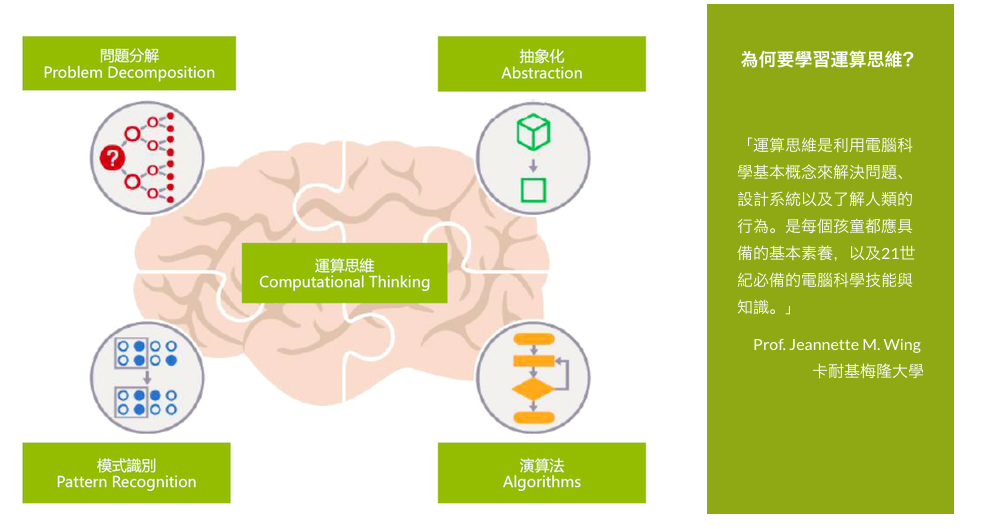 問題分解
Problem Decomposition
抽象化
Abstraction
?
運算思維
Computational Thinking
模式識別
Pattern Recognition
演算法
Algorithms
為何要學習運算思維?
「運算思維是利用電腦科
學基本概念來解決問題、
設計系統以及了解人類的
行為。是每個孩童都應具
備的基本素養，以及21世
紀必備的電腦科學技能與
知識。」
Prof. Jeannette M. Wing
卡耐基梅隆大學